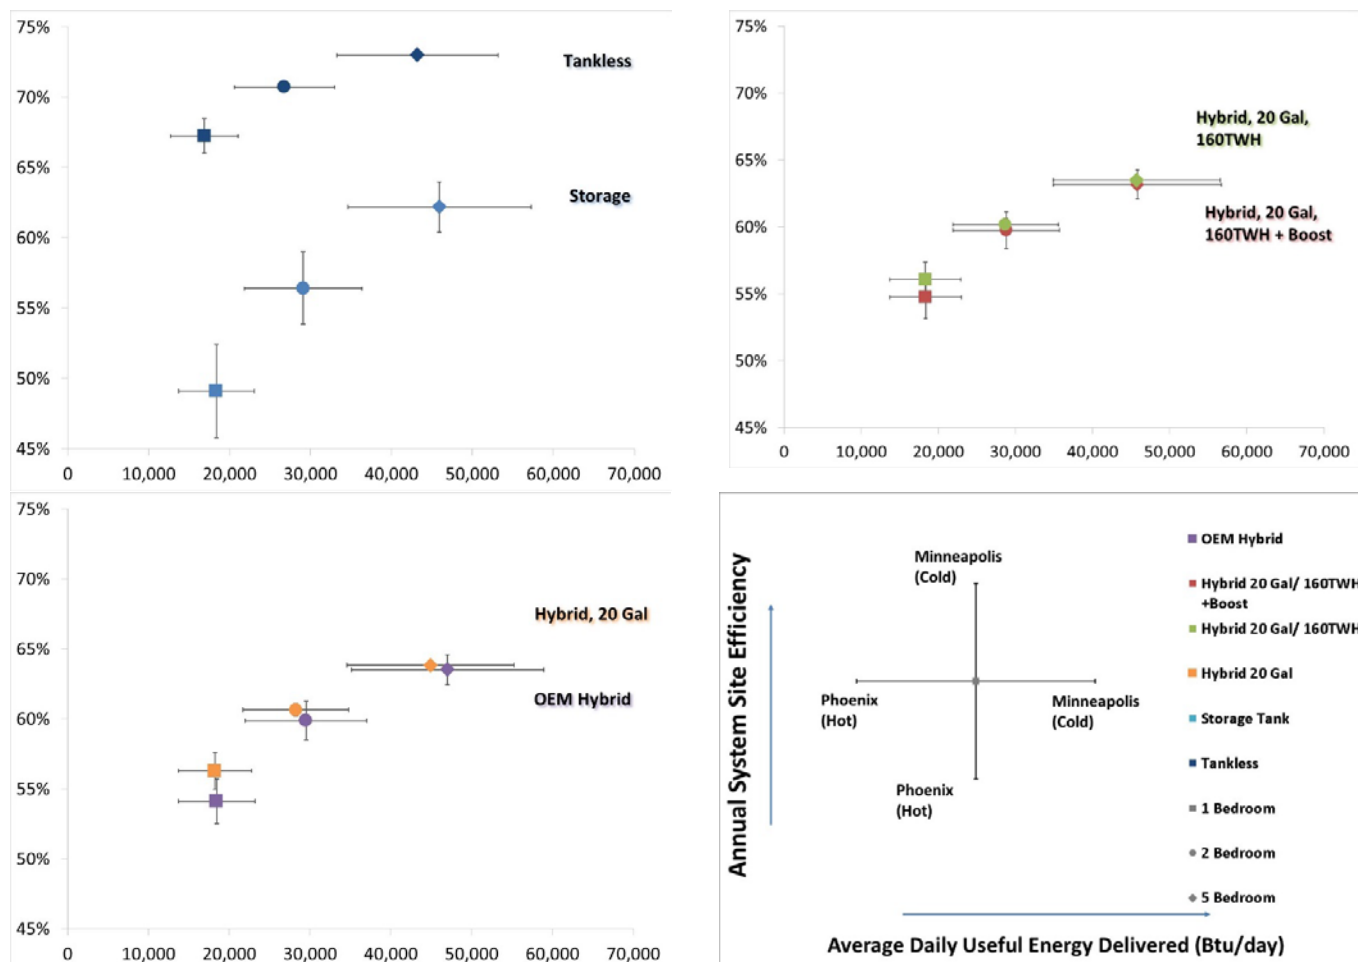 75%
70%
65%
60%
55%
50%
45%
0
10,000
20,000
30,000
40,000
50,000
60,000
70,000
Tankless
Storage
75%
70%
65%
60%
55%
50%
45%
0
10,000
20,000
30,000
40,000
50,000
60,000
70,000
Hybrid, 20 Gal,
160TWH
Hybrid, 20 Gal,
160TWH + Boost
75%
70%
65%
60%
55%
50%
45%
0
10,000
20,000
30,000
40,000
50,000
60,000
70,000
Hybrid, 20 Gal
OEM Hybrid
Annual System Site Efficiency
Minneapolis
(Cold)
Phoenix
(Hot)
Minneapolis
(Cold)
Phoenix
(Hot)
OEM Hybrid
Hybrid 20 Gal/ 160TWH
+Boost
Hybrid 20 Gal/ 160TWH
Hybrid 20 Gal
Storage Tank
Tankless
1 Bedroom
2 Bedroom
5 Bedroom
Average Daily Useful Energy Delivered (Btu/day)